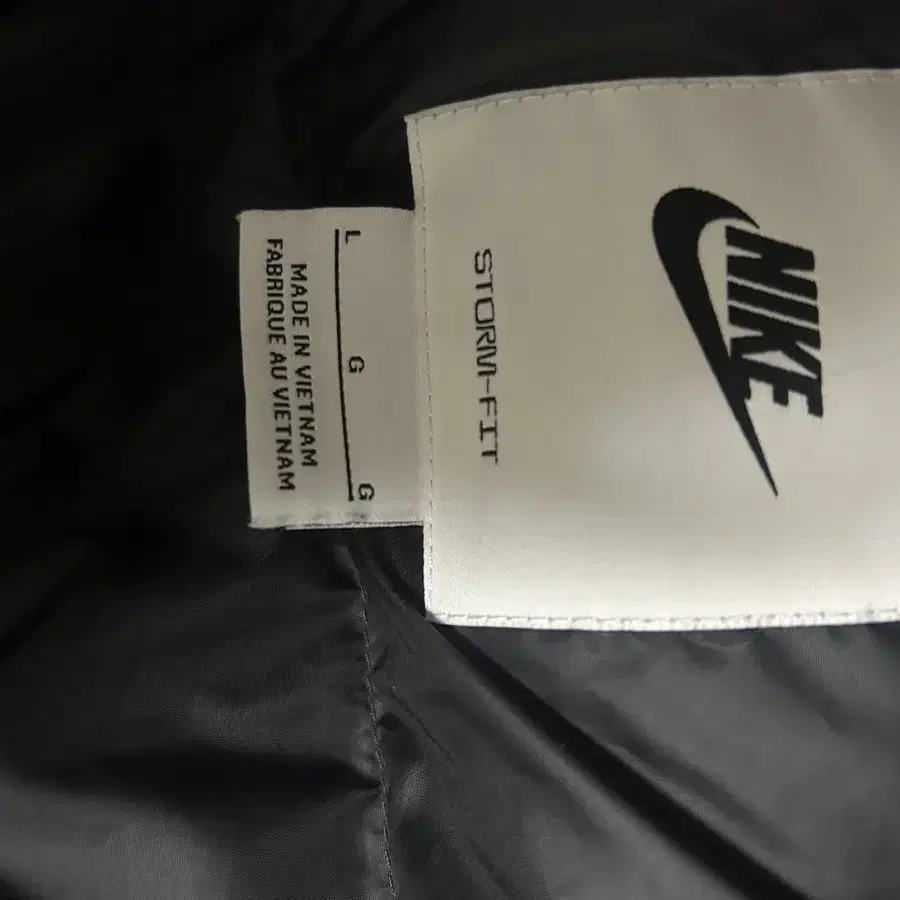 NIKE
STORM-FIT
L G G
MADE IN VIETNAM
FABRIQUE AU VIETNAM